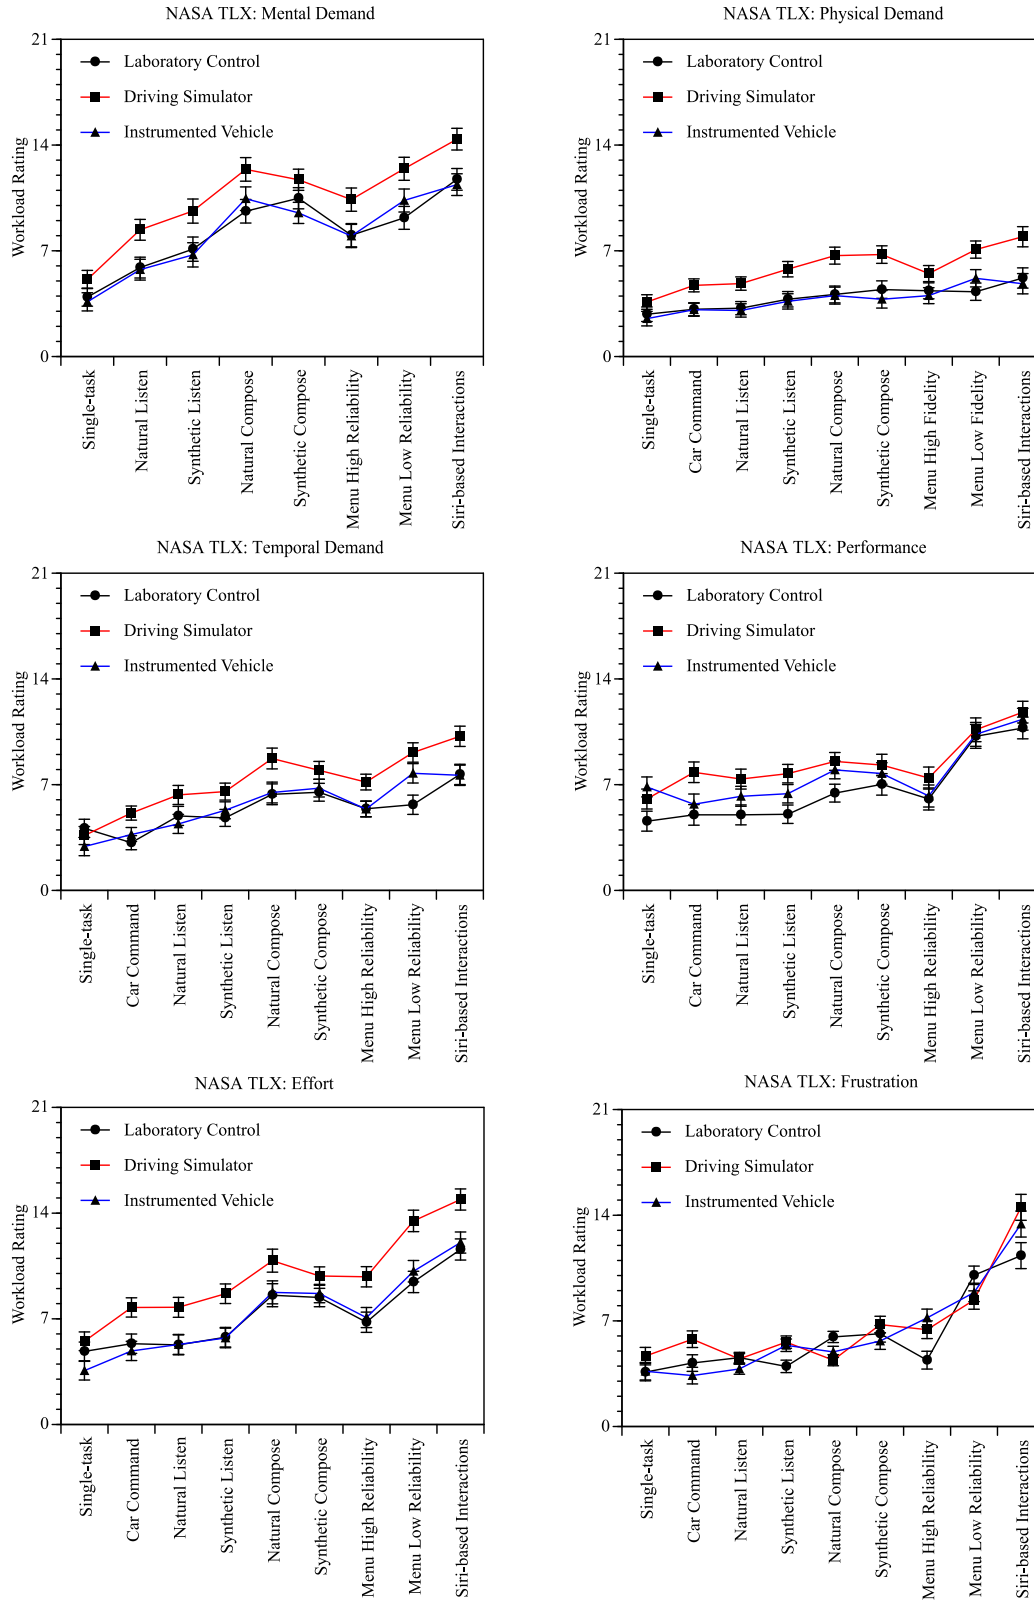 NASA TLX: Mental Demand
21
14
7
0
Workload Rating
Laboratory Control
Driving Simulator
Instrumented Vehicle
Single-task
Natural Listen
Synthetic Listen
Natural Compose
Synthetic Compose
Menu High Reliability
Menu Low Reliability
Siri-based Interactions
NASA TLX: Physical Demand
21
14
7
0
Workload Rating
Laboratory Control
Driving Simulator
Instrumented Vehicle
Single-task
Car Command
Natural Listen
Synthetic Listen
Natural Compose
Synthetic Compose
Menu High Fidelity
Menu Low Fidelity
Siri-based Interactions
NASA TLX: Temporal Demand
21
14
7
0
Workload Rating
Laboratory Control
Driving Simulator
Instrumented Vehicle
Single-task
Car Command
Natural Listen
Synthetic Listen
Natural Compose
Synthetic Compose
Menu High Reliability
Menu Low Reliability
Siri-based Interactions
NASA TLX: Performance
21
14
7
0
Workload Rating
Laboratory Control
Driving Simulator
Instrumented Vehicle
Single-task
Car Command
Natural Listen
Synthetic Listen
Natural Compose
Synthetic Compose
Menu High Reliability
Menu Low Reliability
Siri-based Interactions
NASA TLX: Effort
21
14
7
0
Workload Rating
Laboratory Control
Driving Simulator
Instrumented Vehicle
Single-task
Car Command
Natural Listen
Synthetic Listen
Natural Compose
Synthetic Compose
Menu High Reliability
Menu Low Reliability
Siri-based Interactions
NASA TLX: Frustration
21
14
7
0
Workload Rating
Laboratory Control
Driving Simulator
Instrumented Vehicle
Single-task
Car Command
Natural Listen
Synthetic Listen
Natural Compose
Synthetic Compose
Menu High Reliability
Menu Low Reliability
Siri-based Interactions